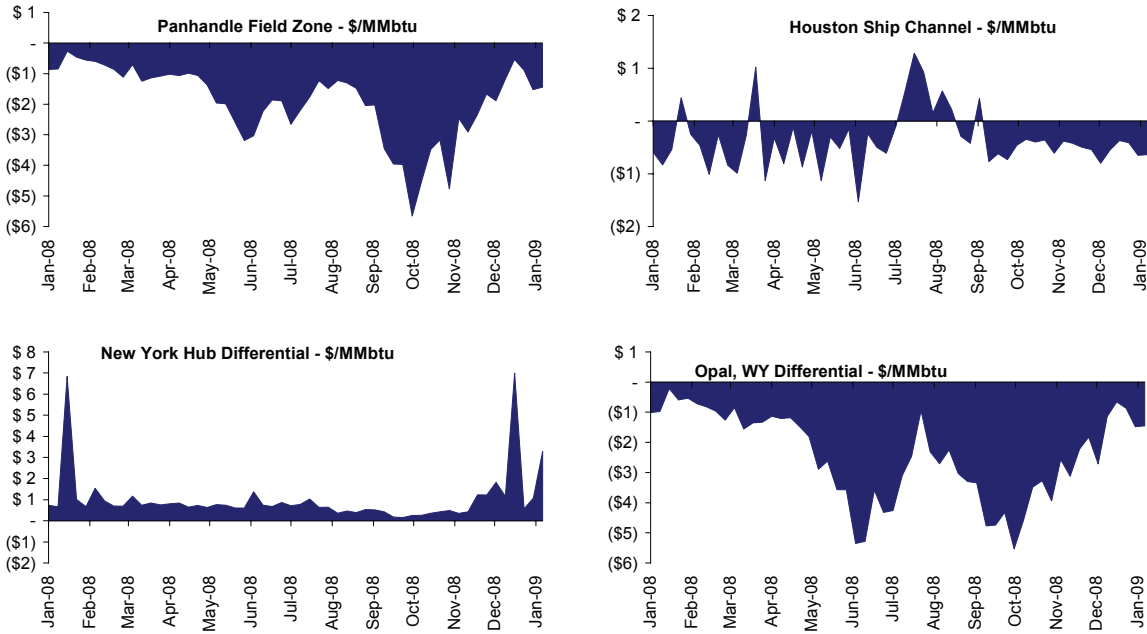 Panhandle Field Zone - $/MMbtu
$ 1
-
($1)
($2)
($3)
($4)
($5)
($6)
Jan-08
Feb-08
Mar-08
Apr-08
May-08
Jun-08
Jul-08
Aug-08
Sep-08
Oct-08
Nov-08
Dec-08
Jan-09
Houston Ship Channel - $/MMbtu
$ 2
$ 1
-
($1)
($2)
Jan-08
Feb-08
Mar-08
Apr-08
May-08
Jun-08
Jul-08
Aug-08
Sep-08
Oct-08
Nov-08
Dec-08
Jan-09
New York Hub Differential - $/MMbtu
$ 8
$ 7
$ 6
$ 5
$ 4
$ 3
$ 2
$ 1
-
($1)
($2)
Jan-08
Feb-08
Mar-08
Apr-08
May-08
Jun-08
Jul-08
Aug-08
Sep-08
Oct-08
Nov-08
Dec-08
Jan-09
Opal, WY Differential - $/MMbtu
$ 1
-
($1)
($2)
($3)
($4)
($5)
($6)
Jan-08
Feb-08
Mar-08
Apr-08
May-08
Jun-08
Jul-08
Aug-08
Sep-08
Oct-08
Nov-08
Dec-08
Jan-09